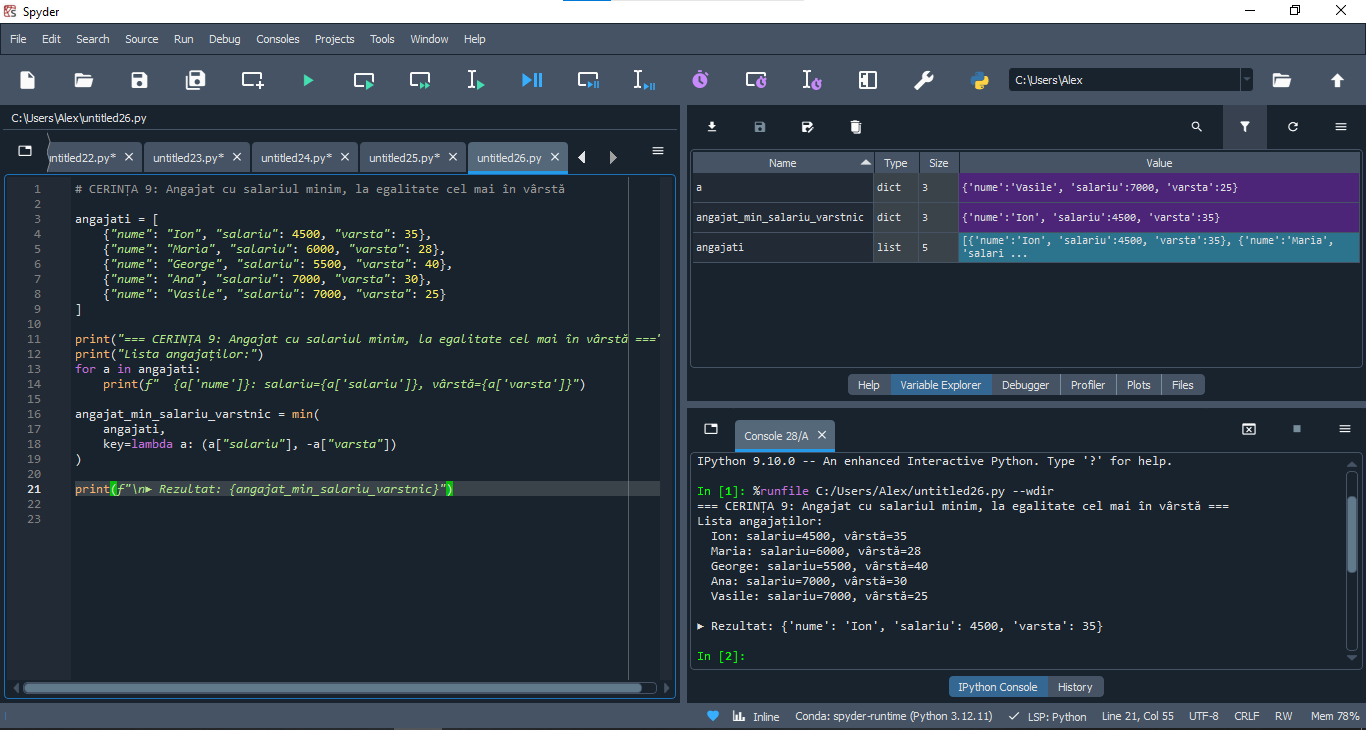 Spyder
File Edit Search Source Run Debug Consoles Projects Tools Window Help
C:\Users\Alex
C:\Users\Alex\untitled26.py
ntitled22.py* untitled23.py* untitled24.py* untitled25.py* untitled26.py
1 # CERINȚA 9: Angajat cu salariul minim, la egalitate cel mai în vârstă
2
3 angajati = [
4     {"nume": "Ion", "salariu": 4500, "varsta": 35},
5     {"nume": "Maria", "salariu": 6000, "varsta": 28},
6     {"nume": "George", "salariu": 5500, "varsta": 40},
7     {"nume": "Ana", "salariu": 7000, "varsta": 30},
8     {"nume": "Vasile", "salariu": 7000, "varsta": 25}
9 ]
10
11 print("=== CERINȚA 9: Angajat cu salariul minim, la egalitate cel mai în vârstă ==="
12 print("Lista angajaților:")
13 for a in angajati:
14     print(f"  {a['nume']}: salariu={a['salariu']}, vârstă={a['varsta']}")
15
16 angajat_min_salariu_varstnic = min(
17     angajati,
18     key=lambda a: (a["salariu"], -a["varsta"])
19 )
20
21 print(f"\n► Rezultat: {angajat_min_salariu_varstnic}")
22
23
Name Type Size Value
a dict 3 {'nume':'Vasile', 'salariu':7000, 'varsta':25}
angajat_min_salariu_varstnic dict 3 {'nume':'Ion', 'salariu':4500, 'varsta':35}
angajati list 5 [{'nume':'Ion', 'salariu':4500, 'varsta':35}, {'nume':'Maria',
'salari ...
Help Variable Explorer Debugger Profiler Plots Files
Console 28/A
IPython 9.10.0 -- An enhanced Interactive Python. Type '?' for help.
In [1]: %runfile C:/Users/Alex/untitled26.py --wdir
=== CERINȚA 9: Angajat cu salariul minim, la egalitate cel mai în vârstă ===
Lista angajaților:
  Ion: salariu=4500, vârstă=35
  Maria: salariu=6000, vârstă=28
  George: salariu=5500, vârstă=40
  Ana: salariu=7000, vârstă=30
  Vasile: salariu=7000, vârstă=25
► Rezultat: {'nume': 'Ion', 'salariu': 4500, 'varsta': 35}
In [2]:
IPython Console History
Inline Conda: spyder-runtime (Python 3.12.11) LSP: Python Line 21, Col 55 UTF-8 CRLF RW Mem 78%